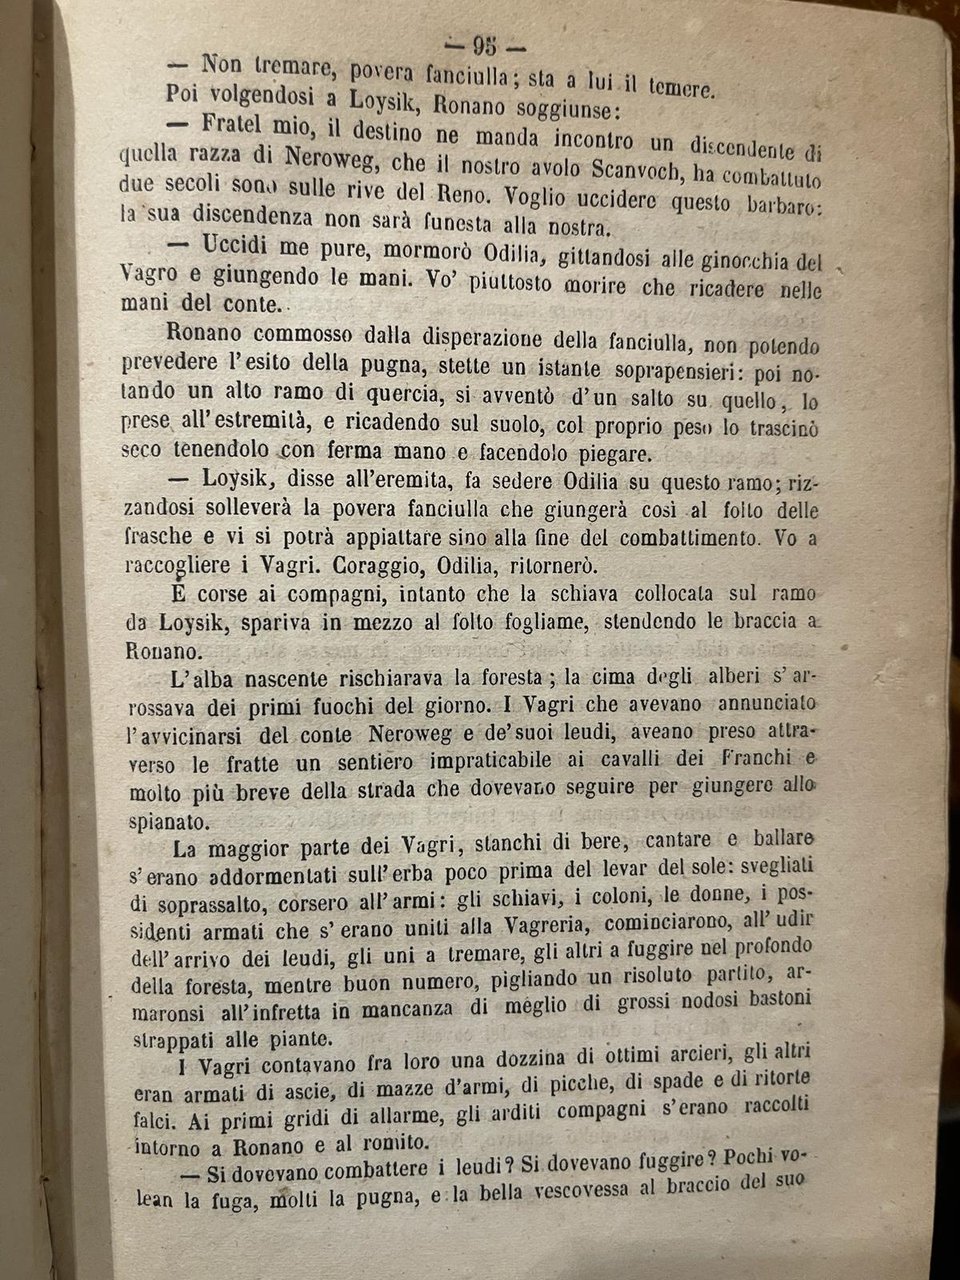 — 95 —
— Non tremare, povera fanciulla; sta a lui il temere.
Poi volgendosi a Loysik, Ronano soggiunse:
— Fratel mio, il destino ne manda incontro un discendente di
quella razza di Neroweg, che il nostro avolo Scanvoch, ha combattuto
due secoli sono sulle rive del Reno. Voglio uccidere questo barbaro:
la sua discendenza non sarà funesta alla nostra.
— Uccidi me pure, mormorò Odilia, gittandosi alle ginocchia del
Vagro e giungendo le mani. Vo' piuttosto morire che ricadere nelle
mani del conte.
Ronano commosso dalla disperazione della fanciulla, non potendo
prevedere l'esito della pugna, stette un istante soprapensieri: poi no-
tando un alto ramo di quercia, si avventò d'un salto su quello, lo
prese all'estremità, e ricadendo sul suolo, col proprio peso lo trascinò
seco tenendolo con ferma mano e facendolo piegare.
— Loysik, disse all'eremita, fa sedere Odilia su questo ramo; riz-
zandosi solleverà la povera fanciulla che giungerà così al folto delle
frasche e vi si potrà appiattare sino alla fine del combattimento. Vo a
raccogliere i Vagri. Coraggio, Odilia, ritornerò.
E corse ai compagni, intanto che la schiava collocata sul ramo
da Loysik, spariva in mezzo al folto fogliame, stendendo le braccia a
Ronano.
L'alba nascente rischiarava la foresta; la cima degli alberi s'ar-
rossava dei primi fuochi del giorno. I Vagri che avevano annunciato
l'avvicinarsi del conte Neroweg e de'suoi leudi, aveano preso attra-
verso le fratte un sentiero impraticabile ai cavalli dei Franchi e
molto più breve della strada che dovevano seguire per giungere allo
spianato.
La maggior parte dei Vagri, stanchi di bere, cantare e ballare
s'erano addormentati sull'erba poco prima del levar del sole: svegliati
di soprassalto, corsero all'armi: gli schiavi, i coloni, le donne, i pos-
sidenti armati che s'erano uniti alla Vagreria, cominciarono, all'udir
dell'arrivo dei leudi, gli uni a tremare, gli altri a fuggire nel profondo
della foresta, mentre buon numero, pigliando un risoluto partito, ar-
maronsi all'infretta in mancanza di meglio di grossi nodosi bastoni
strappati alle piante.
I Vagri contavano fra loro una dozzina di ottimi arcieri, gli altri
eran armati di ascie, di mazze d'armi, di picche, di spade e di ritorte
falci. Ai primi gridi di allarme, gli arditi compagni s'erano raccolti
intorno a Ronano e al romito.
— Si dovevano combattere i leudi? Si dovevano fuggire? Pochi vo-
lean la fuga, molti la pugna, e la bella vescovessa al braccio del suo